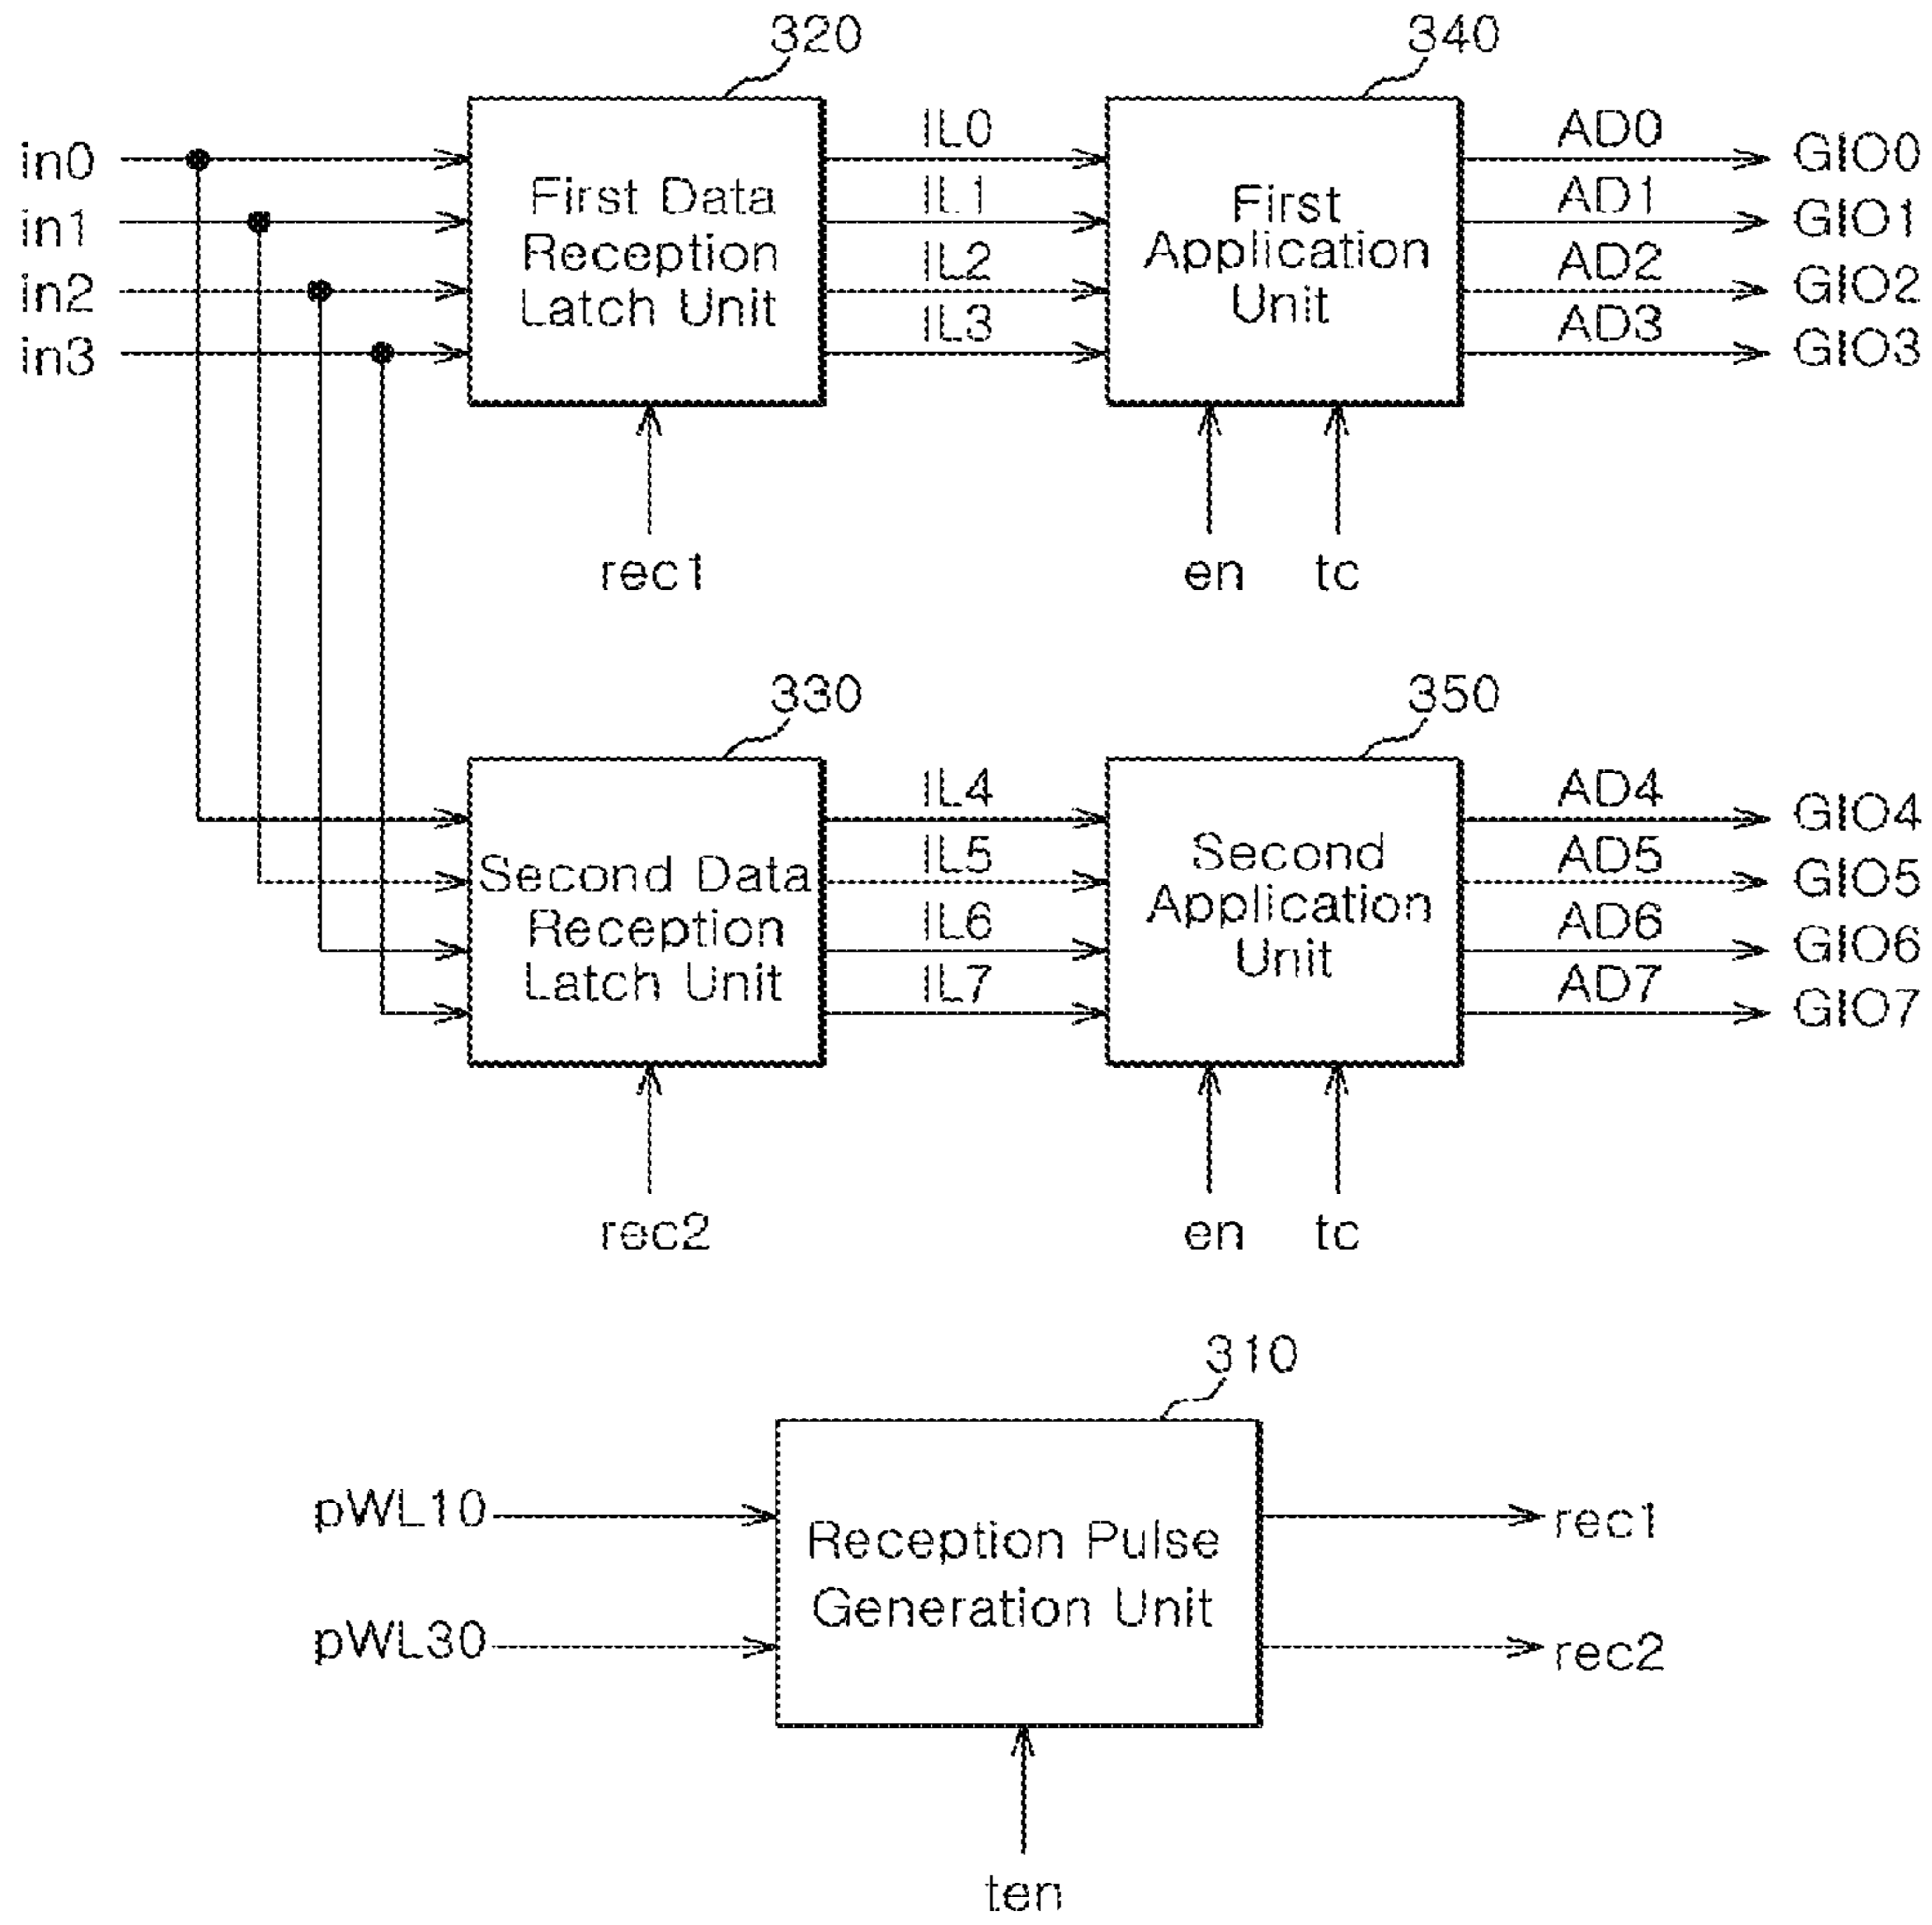 320
340
in0
in1
in2
in3
First Data
Reception
Latch Unit
IL0
IL1
IL2
IL3
First
Application
Unit
AD0
AD1
AD2
AD3
GIO0
GIO1
GIO2
GIO3
rec1
en
tc
330
350
Second Data
Reception
Latch Unit
IL4
IL5
IL6
IL7
Second
Application
Unit
AD4
AD5
AD6
AD7
GIO4
GIO5
GIO6
GIO7
rec2
en
tc
310
pWL10
pWL30
Reception Pulse
Generation Unit
rec1
rec2
ten